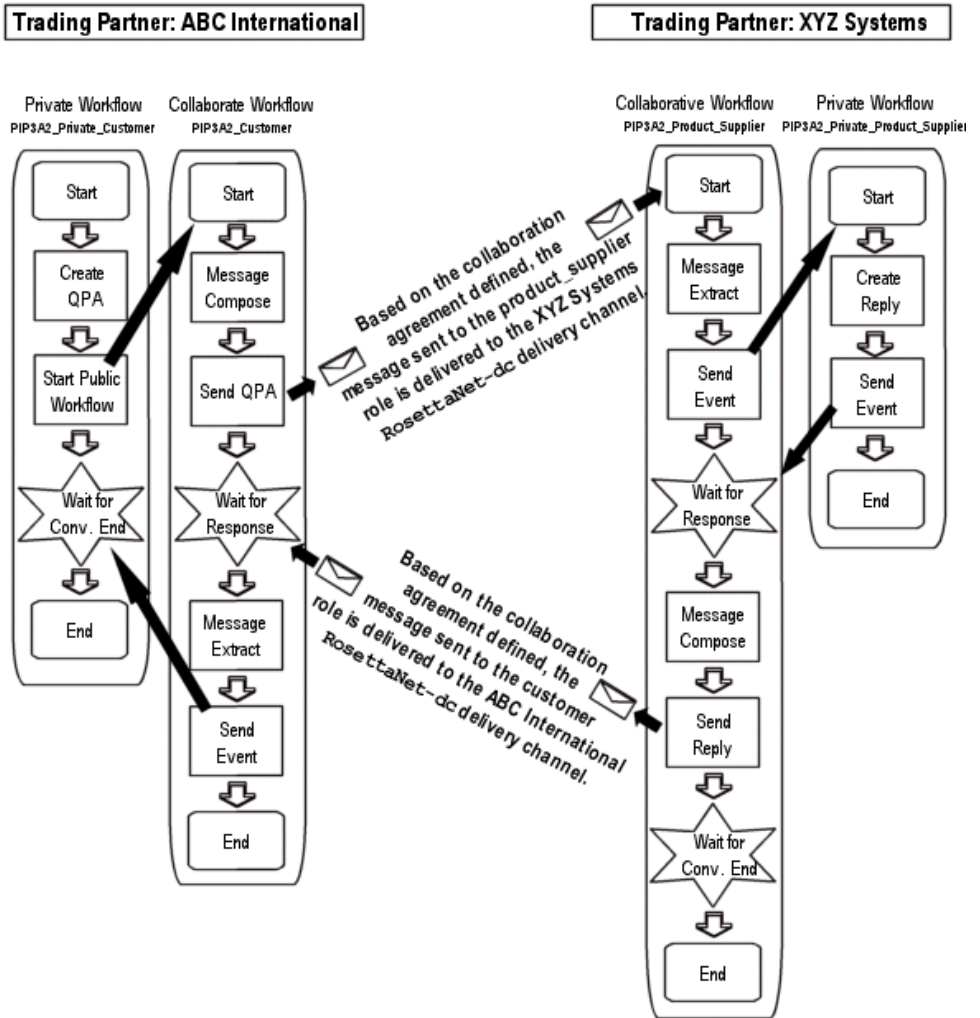 Trading Partner: ABC International
Trading Partner: XYZ Systems
Private Workflow
PIP3A2_Private_Customer
Start
Create
QPA
Start Public
Workflow
Wait for
Conv. End
End
Collaborate Workflow
PIP3A2_Customer
Start
Message
Compose
Send QPA
Wait for
Response
Message
Extract
Send
Event
End
Based on the collaboration
agreement defined, the
message sent to the product_supplier
role is delivered to the XYZ Systems
RosettaNet-dc delivery channel.
Based on the collaboration
agreement defined, the
message sent to the customer
role is delivered to the ABC International
RosettaNet-dc delivery channel.
Collaborative Workflow
PIP3A2_Product_Supplier
Start
Message
Extract
Send
Event
Wait for
Response
Message
Compose
Send
Reply
Wait for
Conv. End
End
Private Workflow
PIP3A2_Private_Product_Supplier
Start
Create
Reply
Send
Event
End